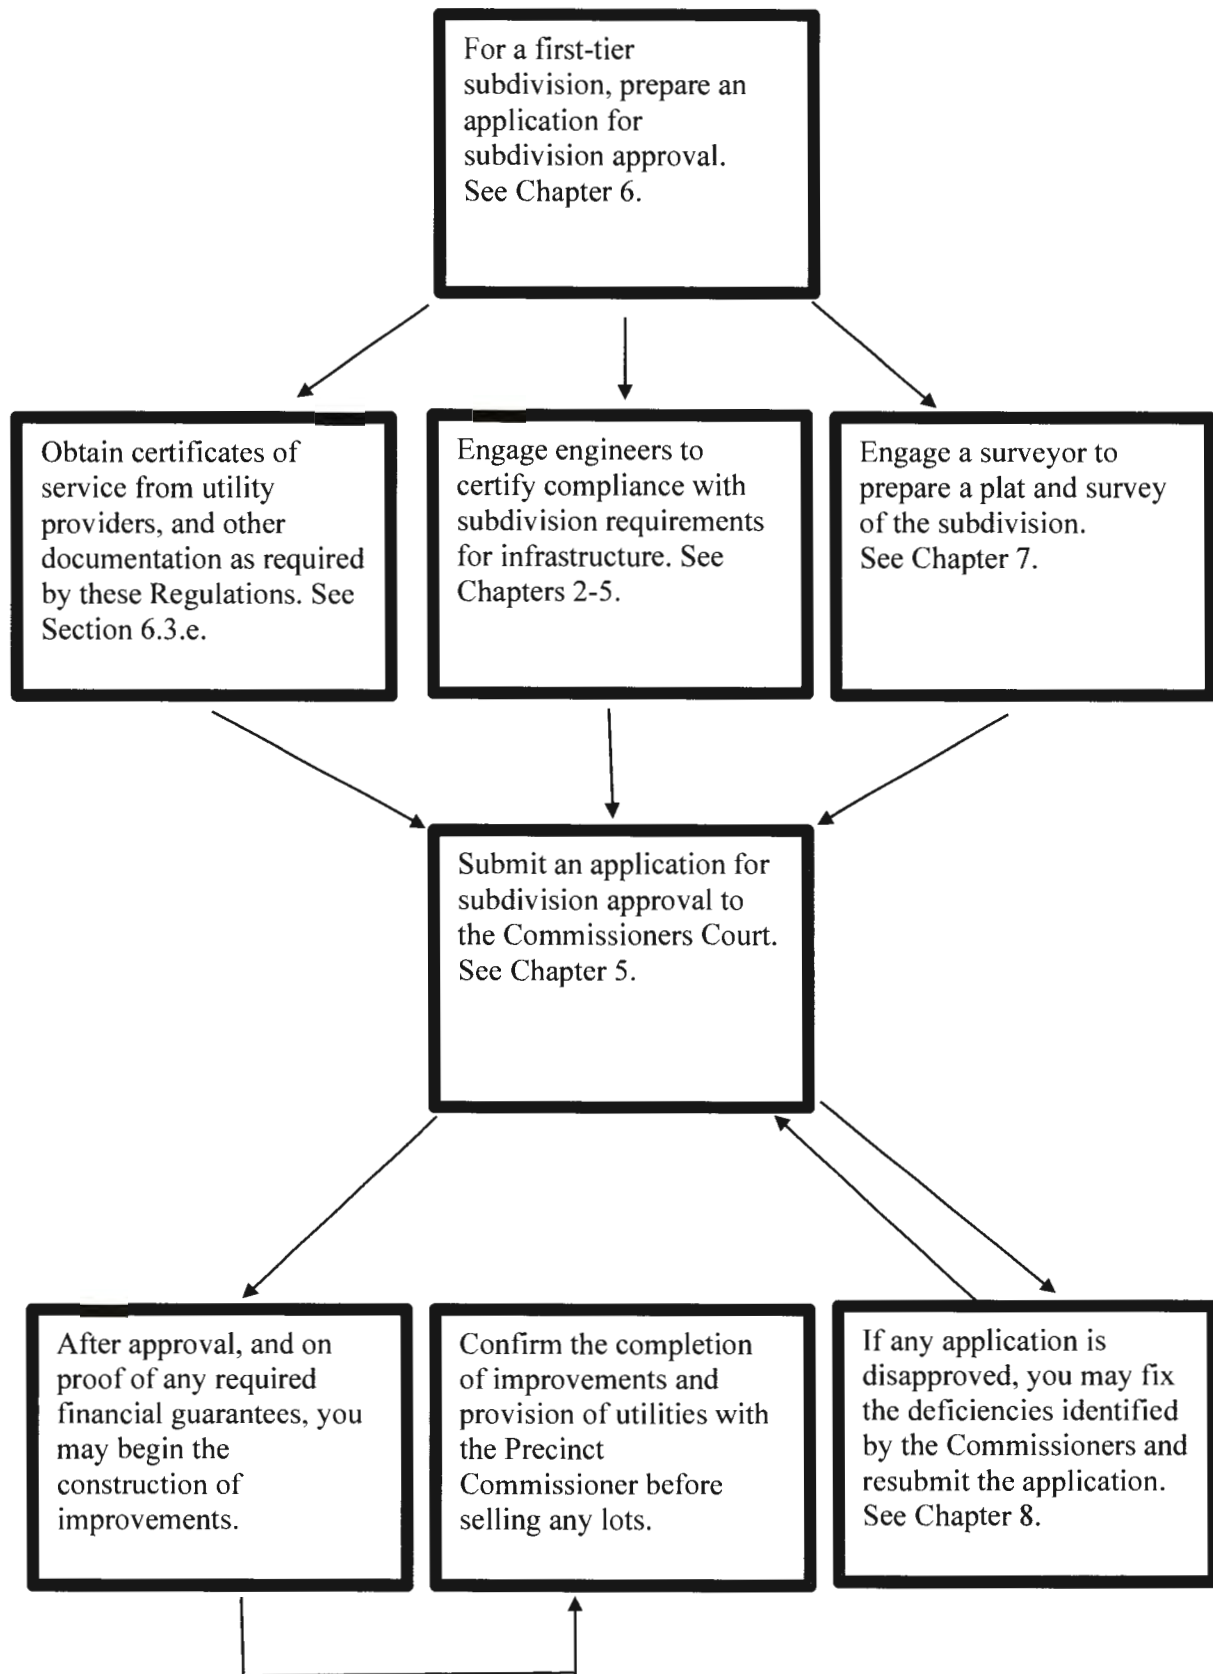 For a first-tier
subdivision, prepare an
application for
subdivision approval.
See Chapter 6.
Obtain certificates of
service from utility
providers, and other
documentation as required
by these Regulations. See
Section 6.3.e.
Engage engineers to
certify compliance with
subdivision requirements
for infrastructure. See
Chapters 2-5.
Engage a surveyor to
prepare a plat and survey
of the subdivision.
See Chapter 7.
Submit an application for
subdivision approval to
the Commissioners Court.
See Chapter 5.
After approval, and on
proof of any required
financial guarantees, you
may begin the
construction of
improvements.
Confirm the completion
of improvements and
provision of utilities with
the Precinct
Commissioner before
selling any lots.
If any application is
disapproved, you may fix
the deficiencies identified
by the Commissioners and
resubmit the application.
See Chapter 8.